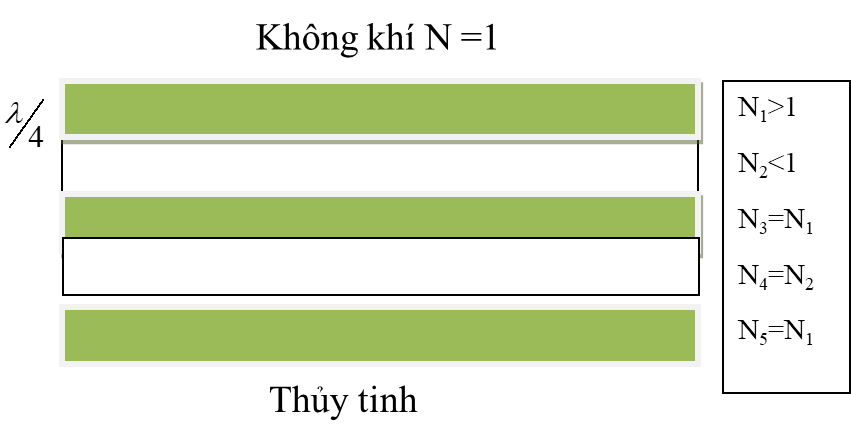 Không khí N =1
λ/4
N₁>1
N₂<1
N₃=N₁
N₄=N₂
N₅=N₁
Thủy tinh